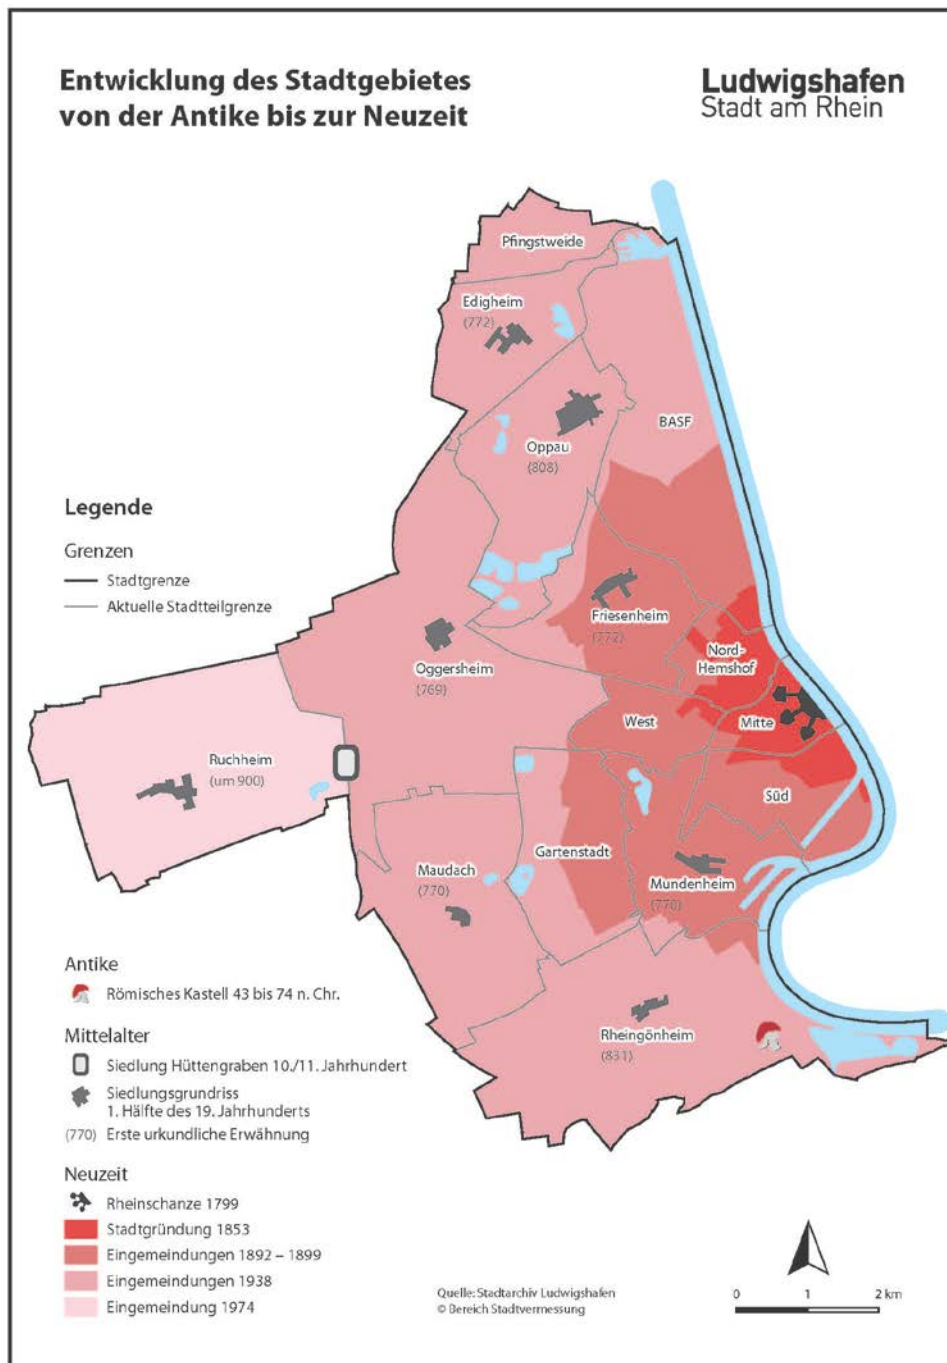 Entwicklung des Stadtgebietes
von der Antike bis zur Neuzeit
Ludwigshafen
Stadt am Rhein
Pfingstweide
Edigheim
(772)
BASF
Oppau
(808)
Legende
Grenzen
Stadtgrenze
Aktuelle Stadtteilgrenze
Friesenheim
(772)
Nord-
Hemshof
Oggersheim
(769)
West
Mitte
Ruchheim
(um 900)
Süd
Gartenstadt
Maudach
(770)
Mundenheim
(770)
Rheingönheim
(831)
Antike
Römisches Kastell 43 bis 74 n. Chr.
Mittelalter
Siedlung Hüttengraben 10./11. Jahrhundert
Siedlungsgrundriss
1. Hälfte des 19. Jahrhunderts
(770) Erste urkundliche Erwähnung
Neuzeit
Rheinschanze 1799
Stadtgründung 1853
Eingemeindungen 1892 – 1899
Eingemeindungen 1938
Eingemeindung 1974
Quelle: Stadtarchiv Ludwigshafen
© Bereich Stadtvermessung
0 1 2 km